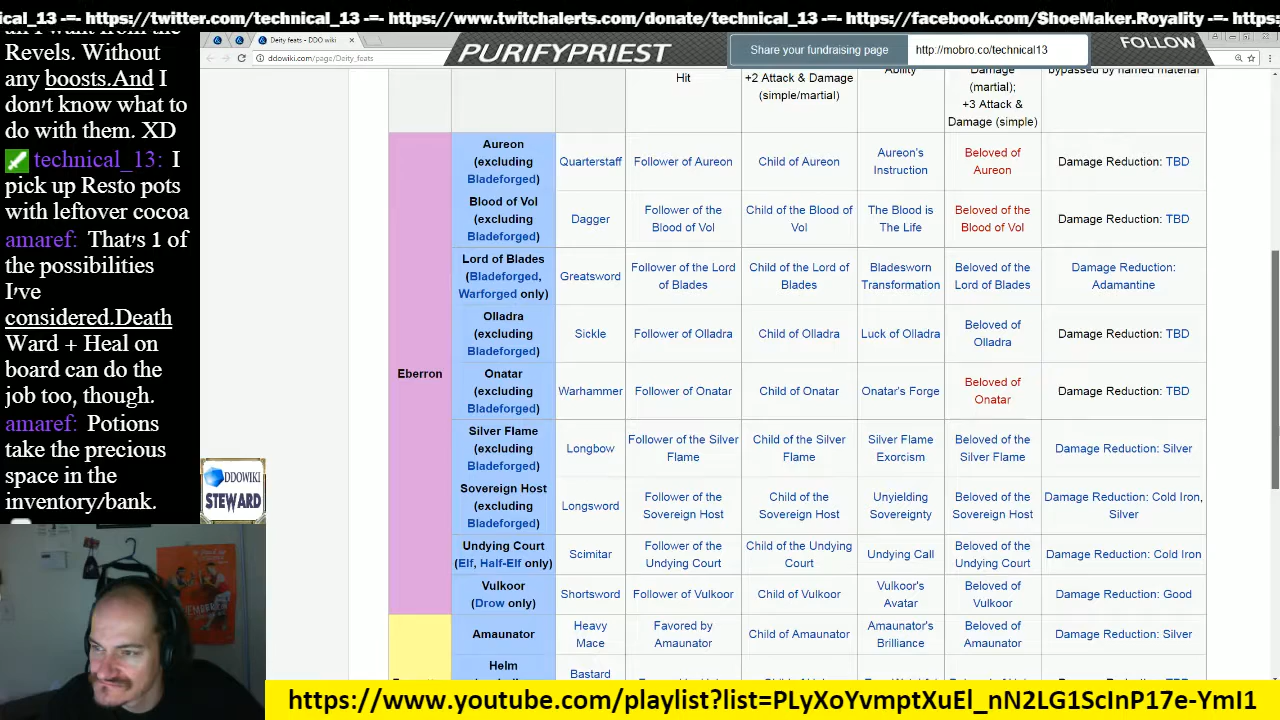 ical_13 -=- https://twitter.com/technical_13 -=- https://www.twitchalerts.com/donate/technical_13 -=- https://facebook.com/$hoeMaker.Royality -=- https:
all I want from the
Revels. Without
any boosts.And I
don't know what to
do with them. XD
technical_13: I
pick up Resto pots
with leftover cocoa
amaref: That's 1 of
the possibilities
I've
considered.Death
Ward + Heal on
board can do the
job too, though.
amaref: Potions
take the precious
space in the
inventory/bank.
Deity feats - DDO wiki
ddowiki.com/page/Deity_feats
PURIFYPRIEST
Share your fundraising page
http://mobro.co/technical13
FOLLOW
Hit
+2 Attack & Damage
(simple/martial)
Ability
Damage
(martial);
+3 Attack &
Damage (simple)
bypassed by named material
Eberron
Aureon
(excluding
Bladeforged)
Quarterstaff
Follower of Aureon
Child of Aureon
Aureon's
Instruction
Beloved of
Aureon
Damage Reduction: TBD
Blood of Vol
(excluding
Bladeforged)
Dagger
Follower of the
Blood of Vol
Child of the Blood of
Vol
The Blood is
The Life
Beloved of the
Blood of Vol
Damage Reduction: TBD
Lord of Blades
(Bladeforged,
Warforged only)
Greatsword
Follower of the Lord
of Blades
Child of the Lord of
Blades
Bladesworn
Transformation
Beloved of the
Lord of Blades
Damage Reduction:
Adamantine
Olladra
(excluding
Bladeforged)
Sickle
Follower of Olladra
Child of Olladra
Luck of Olladra
Beloved of
Olladra
Damage Reduction: TBD
Onatar
(excluding
Bladeforged)
Warhammer
Follower of Onatar
Child of Onatar
Onatar's Forge
Beloved of
Onatar
Damage Reduction: TBD
Silver Flame
(excluding
Bladeforged)
Longbow
Follower of the Silver
Flame
Child of the Silver
Flame
Silver Flame
Exorcism
Beloved of the
Silver Flame
Damage Reduction: Silver
Sovereign Host
(excluding
Bladeforged)
Longsword
Follower of the
Sovereign Host
Child of the
Sovereign Host
Unyielding
Sovereignty
Beloved of the
Sovereign Host
Damage Reduction: Cold Iron,
Silver
Undying Court
(Elf, Half-Elf only)
Scimitar
Follower of the
Undying Court
Child of the Undying
Court
Undying Call
Beloved of the
Undying Court
Damage Reduction: Cold Iron
Vulkoor
(Drow only)
Shortsword
Follower of Vulkoor
Child of Vulkoor
Vulkoor's
Avatar
Beloved of
Vulkoor
Damage Reduction: Good
Amaunator
Heavy
Mace
Favored by
Amaunator
Child of Amaunator
Amaunator's
Brilliance
Beloved of
Amaunator
Damage Reduction: Silver
Helm
Bastard
DDOWIKI
STEWARD
https://www.youtube.com/playlist?list=PLyXoYvmptXuEl_nN2LG1ScInP17e-YmI1